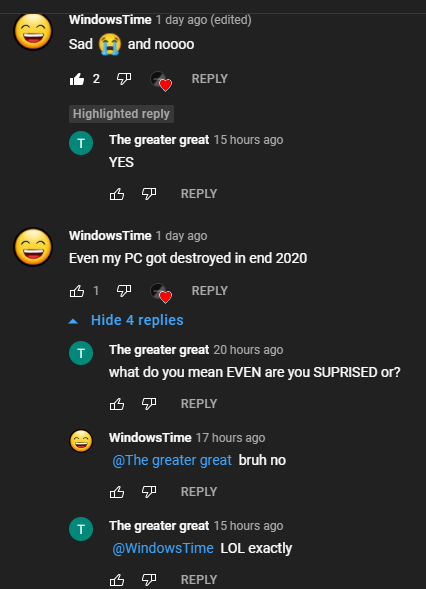 WindowsTime 1 day ago (edited)
Sad 😭 and noooo
2 REPLY
Highlighted reply
T The greater great 15 hours ago
YES
REPLY
WindowsTime 1 day ago
Even my PC got destroyed in end 2020
1 REPLY
Hide 4 replies
T The greater great 20 hours ago
what do you mean EVEN are you SUPRISED or?
REPLY
WindowsTime 17 hours ago
@The greater great bruh no
REPLY
T The greater great 15 hours ago
@WindowsTime LOL exactly
REPLY